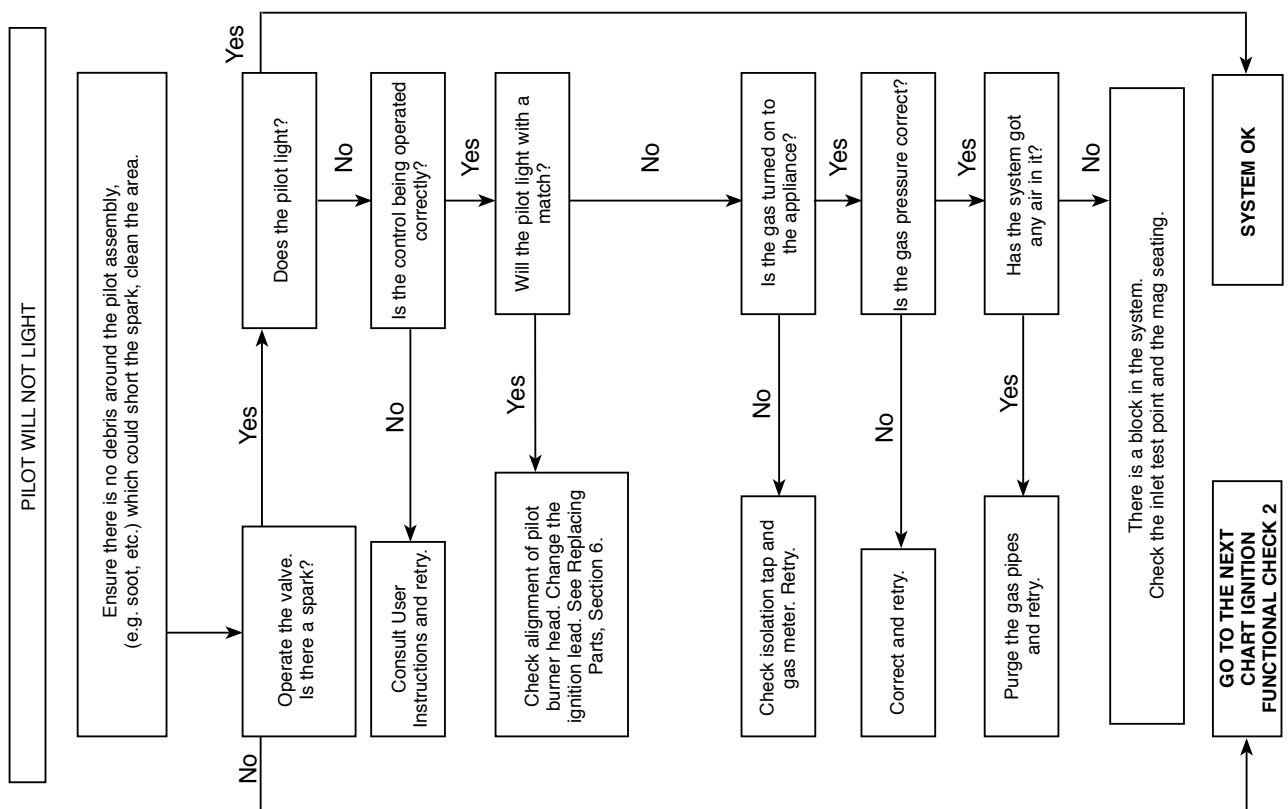 PILOT WILL NOT LIGHT
Ensure there is no debris around the pilot assembly,
(e.g. soot, etc.) which could short the spark, clean the area.
Operate the valve.
Is there a spark?
No
Yes
Does the pilot light?
Yes
No
Is the control being operated
correctly?
No
Consult User
Instructions and retry.
Yes
Will the pilot light with a
match?
Yes
Check alignment of pilot
burner head. Change the
ignition lead. See Replacing
Parts, Section 6.
No
Is the gas turned on to
the appliance?
No
Check isolation tap and
gas meter. Retry.
Yes
Is the gas pressure correct?
No
Correct and retry.
Yes
Has the system got
any air in it?
Yes
Purge the gas pipes
and retry.
No
There is a block in the system.
Check the inlet test point and the mag seating.
GO TO THE NEXT
CHART IGNITION
FUNCTIONAL CHECK 2
SYSTEM OK